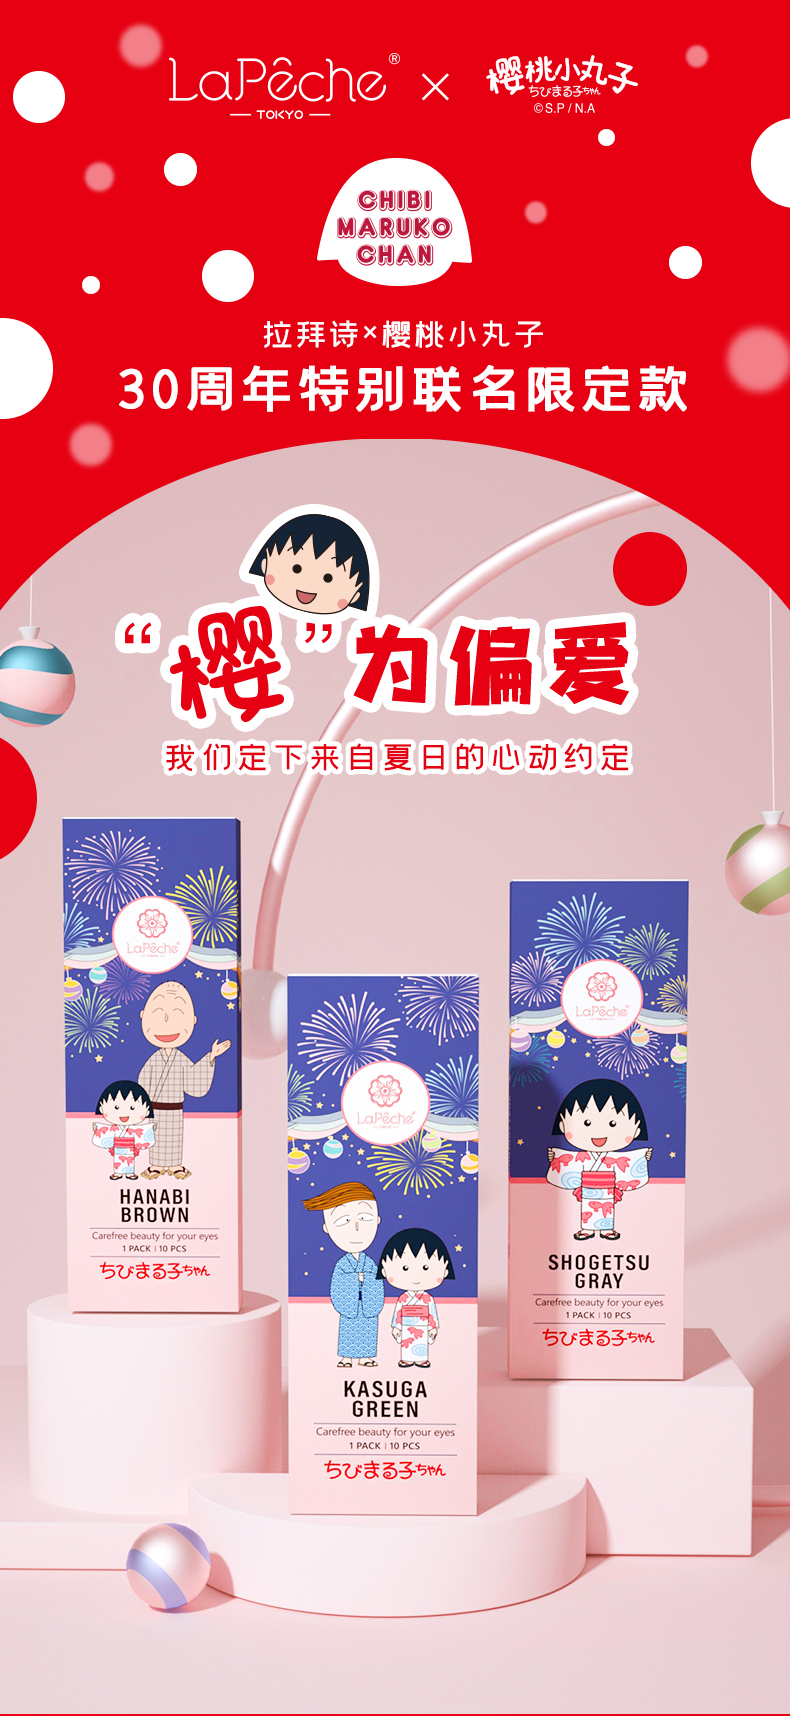 LaPêche®
TOKYO
×
樱桃小丸子
ちびまる子ちゃん
©S.P / N.A
CHIBI
MARUKO
CHAN
拉拜诗×樱桃小丸子
30周年特别联名限定款
“樱”为偏爱
我们定下来自夏日的心动约定
LaPêche®
TOKYO
HANABI
BROWN
Carefree beauty for your eyes
1 PACK | 10 PCS
ちびまる子ちゃん
LaPêche®
TOKYO
KASUGA
GREEN
Carefree beauty for your eyes
1 PACK | 10 PCS
ちびまる子ちゃん
LaPêche®
TOKYO
SHOGETSU
GRAY
Carefree beauty for your eyes
1 PACK | 10 PCS
ちびまる子ちゃん